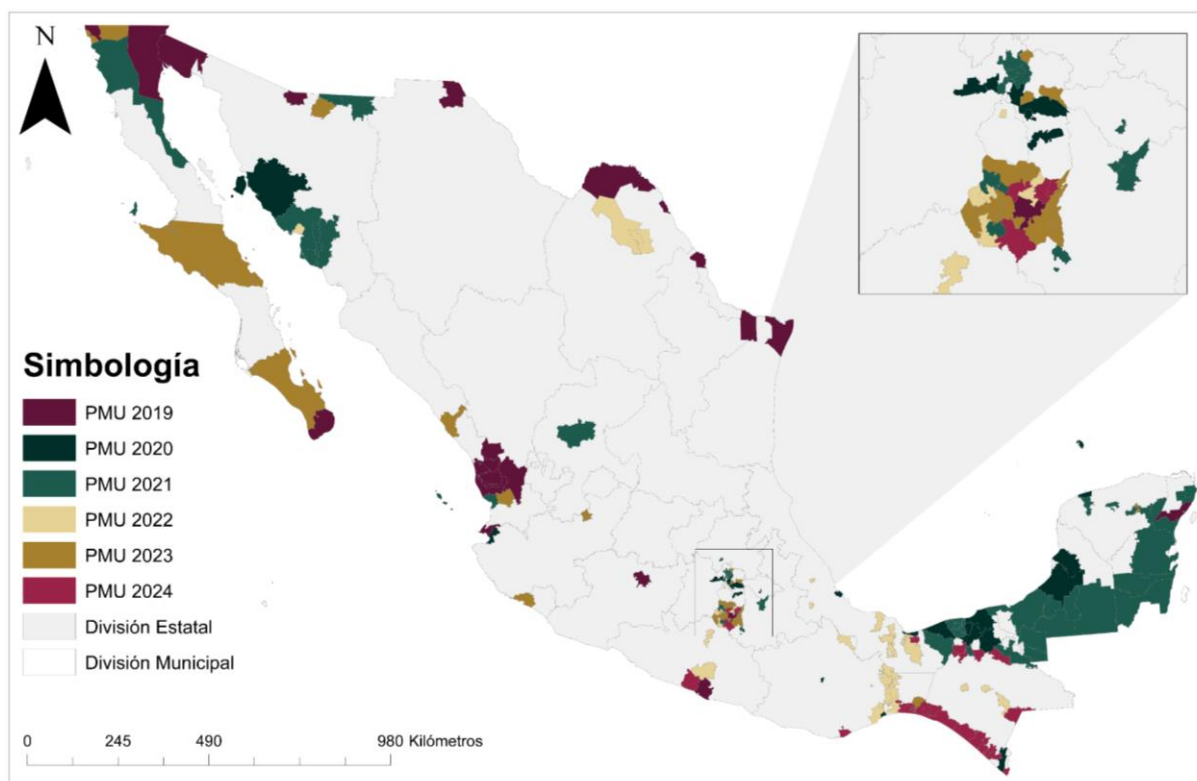 N
Simbología
PMU 2019
PMU 2020
PMU 2021
PMU 2022
PMU 2023
PMU 2024
División Estatal
División Municipal
0 245 490 980 Kilómetros